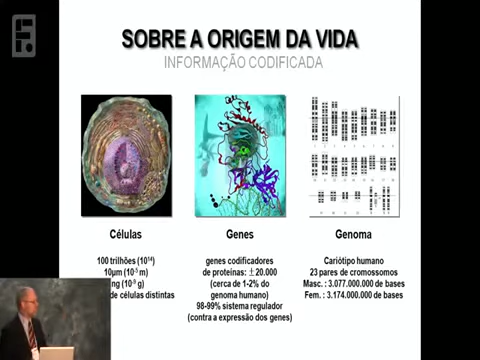 SOBRE A ORIGEM DA VIDA
INFORMAÇÃO CODIFICADA
Células
100 trilhões (10¹⁴)
10μm (10⁻⁵ m)
ng (10⁻⁹ g)
de células distintas
Genes
genes codificadores
de proteínas: ±20.000
(cerca de 1-2% do
genoma humano)
98-99% sistema regulador
(contra a expressão dos genes)
Genoma
Cariótipo humano
23 pares de cromossomos
Masc. : 3.077.000.000 de bases
Fem. : 3.174.000.000 de bases